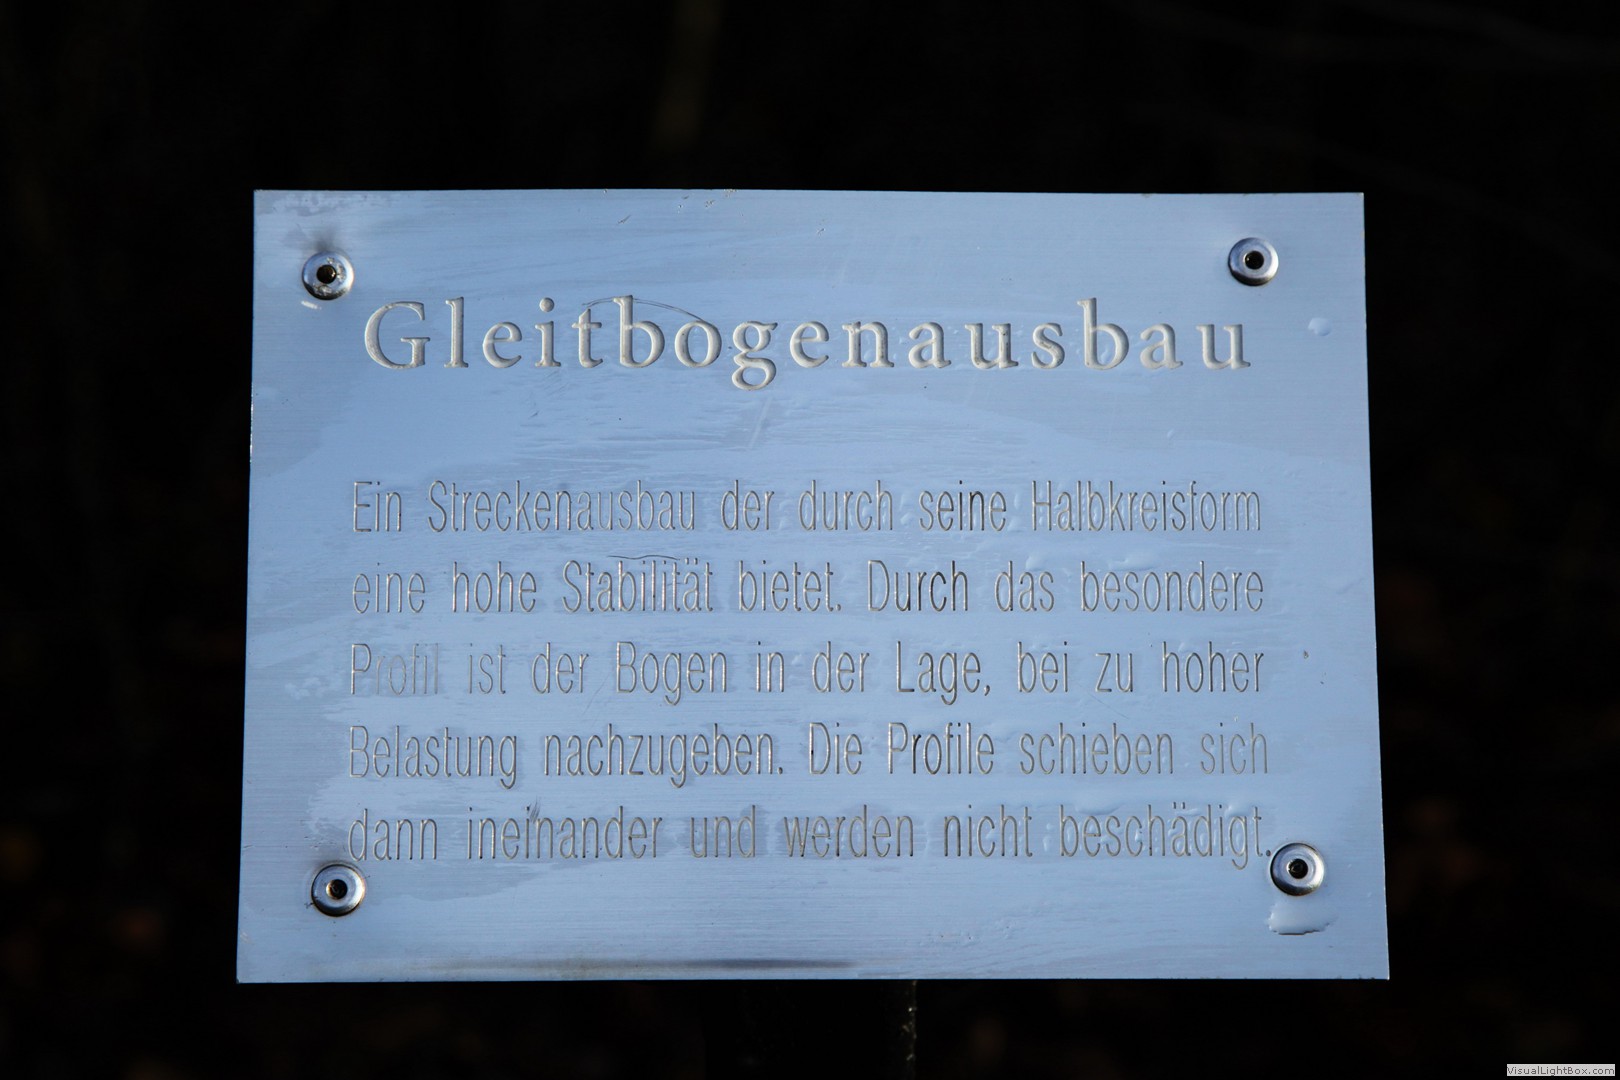 Gleitbogenausbau
Ein Streckenausbau der durch seine Halbkreisform
eine hohe Stabilität bietet. Durch das besondere
Profil ist der Bogen in der Lage, bei zu hoher
Belastung nachzugeben. Die Profile schieben sich
dann ineinander und werden nicht beschädigt.
VisualLightBox.com